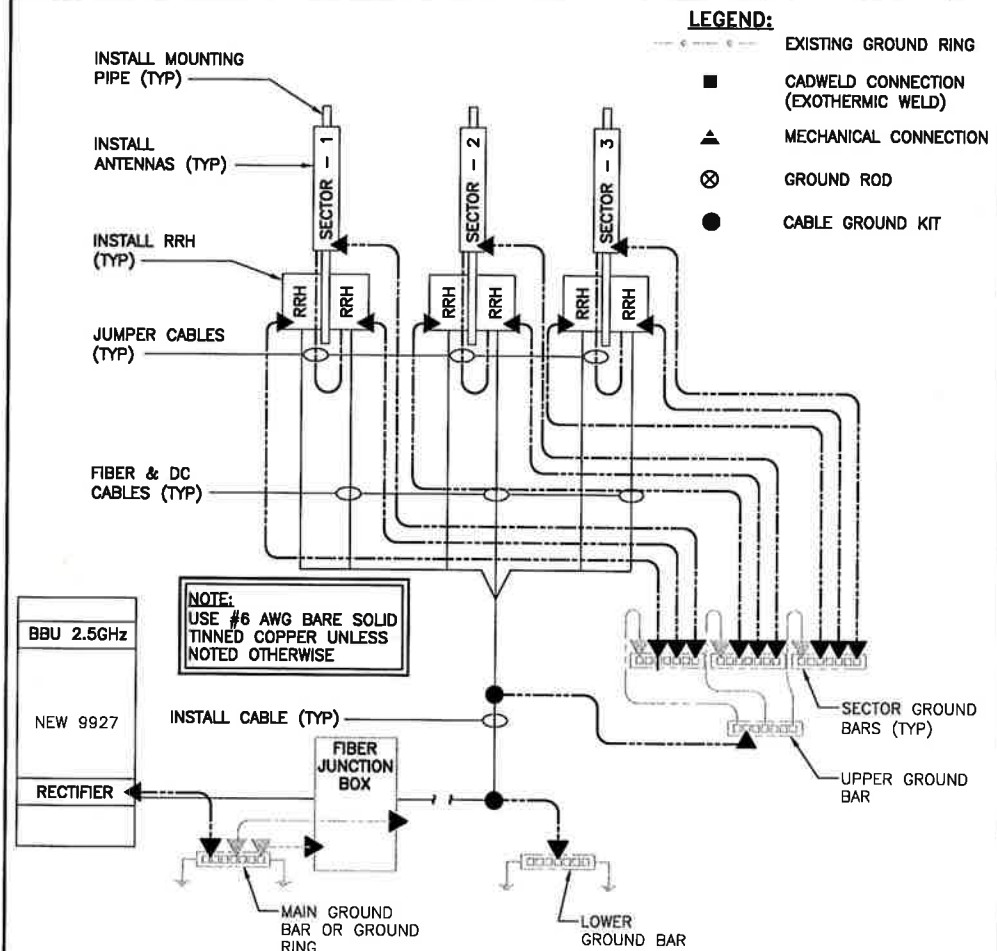 LEGEND:
EXISTING GROUND RING
CADWELD CONNECTION
(EXOTHERMIC WELD)
MECHANICAL CONNECTION
GROUND ROD
CABLE GROUND KIT
INSTALL MOUNTING
PIPE (TYP)
INSTALL
ANTENNAS (TYP)
INSTALL RRH
(TYP)
JUMPER CABLES
(TYP)
FIBER & DC
CABLES (TYP)
SECTOR - 1
SECTOR - 2
SECTOR - 3
RRH
RRH
RRH
RRH
RRH
RRH
NOTE:
USE #6 AWG BARE SOLID
TINNED COPPER UNLESS
NOTED OTHERWISE
BBU 2.5GHz
NEW 9927
RECTIFIER
INSTALL CABLE (TYP)
FIBER
JUNCTION
BOX
SECTOR GROUND
BARS (TYP)
UPPER GROUND
BAR
MAIN GROUND
BAR OR GROUND
RING
LOWER
GROUND BAR